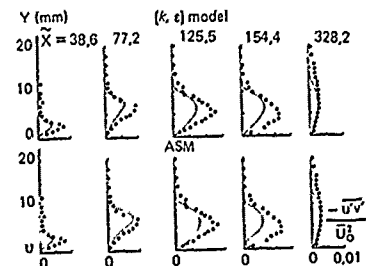 Y (mm) (k, ε) model
20 X̃ = 38,6 77,2 125,5 154,4 328,2
10
0
ASM
20
10
0
- u'v'
Ū²₀
0 0 0 0 0 0,01